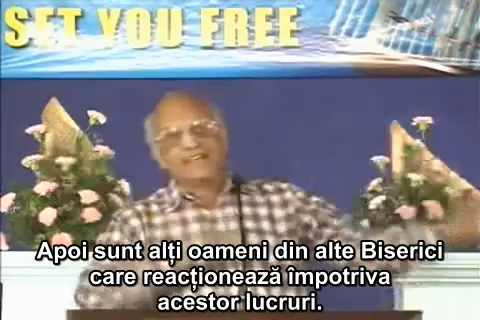 SET YOU FREE
Apoi sunt alți oameni din alte Biserici
care reacționează împotriva
acestor lucruri.